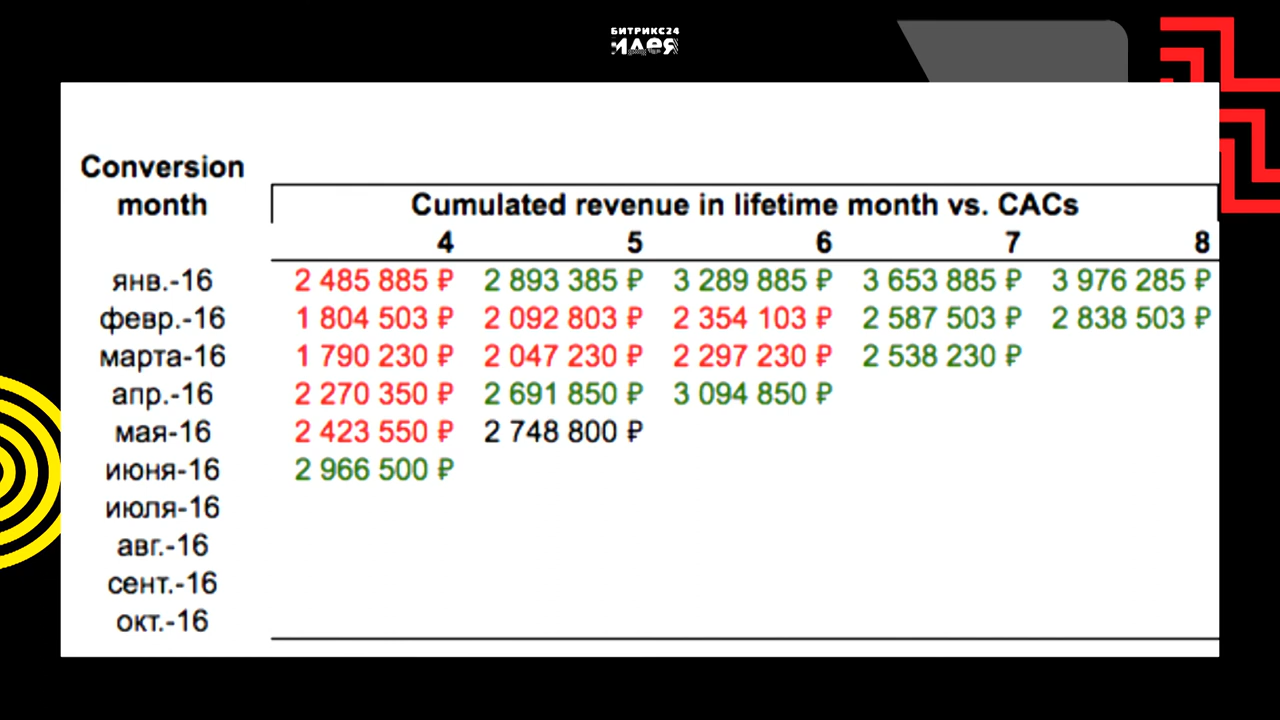 БИТРИКС24
ИДЕЯ
Conversion
month
Cumulated revenue in lifetime month vs. CACs
4 5 6 7 8
янв.-16 2 485 885 ₽ 2 893 385 ₽ 3 289 885 ₽ 3 653 885 ₽ 3 976 285 ₽
февр.-16 1 804 503 ₽ 2 092 803 ₽ 2 354 103 ₽ 2 587 503 ₽ 2 838 503 ₽
марта-16 1 790 230 ₽ 2 047 230 ₽ 2 297 230 ₽ 2 538 230 ₽
апр.-16 2 270 350 ₽ 2 691 850 ₽ 3 094 850 ₽
мая-16 2 423 550 ₽ 2 748 800 ₽
июня-16 2 966 500 ₽
июля-16
авг.-16
сент.-16
окт.-16